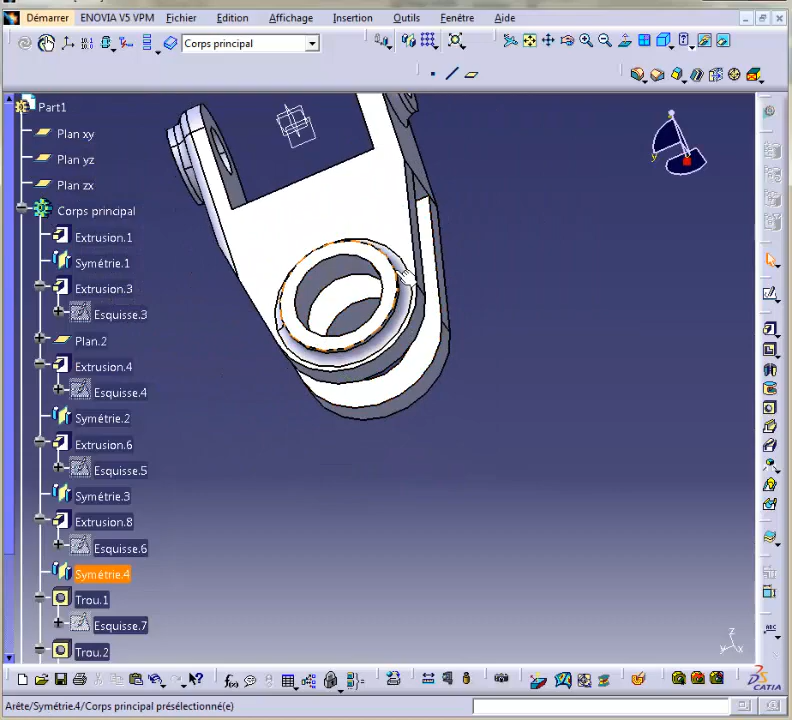 Démarrer ENOVIA V5 VPM Fichier Edition Affichage Insertion Outils Fenêtre Aide
Corps principal
Part1
Plan xy
Plan yz
Plan zx
Corps principal
Extrusion.1
Symétrie.1
Extrusion.3
Esquisse.3
Plan.2
Extrusion.4
Esquisse.4
Symétrie.2
Extrusion.6
Esquisse.5
Symétrie.3
Extrusion.8
Esquisse.6
Symétrie.4
Trou.1
Esquisse.7
Trou.2
z
x
f(x)
CATIA
Arête/Symétrie.4/Corps principal présélectionné(e)